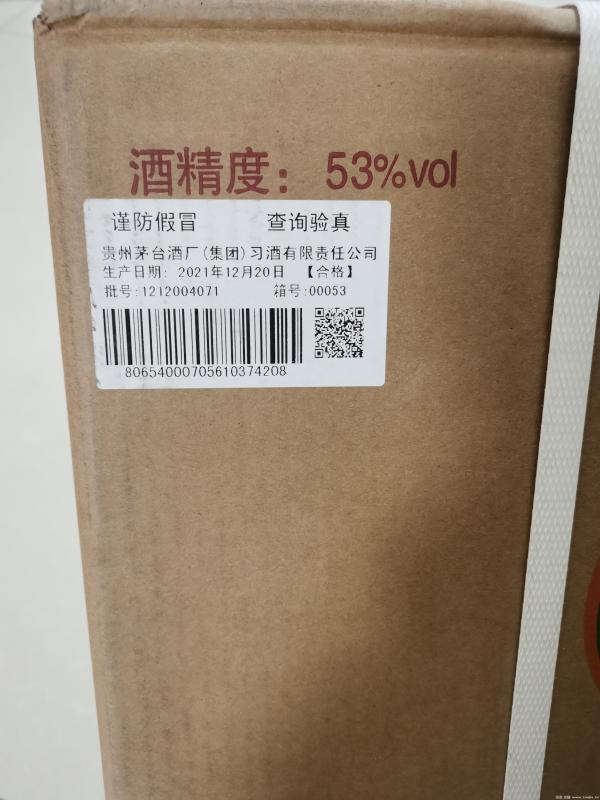 酒精度：53%vol
谨防假冒 查询验真
贵州茅台酒厂(集团)习酒有限责任公司
生产日期: 2021年12月20日 【合格】
批号:1212004071 箱号:00053
80654000705610374208